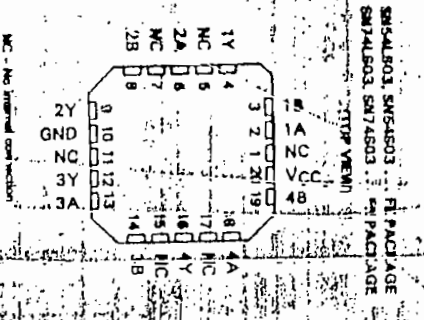 SN54LS03, SN54S03 . . . FK PACKAGE
SN74LS03, SN74S03 . . . FN PACKAGE
(TOP VIEW)
1Y
NC
2A
NC
2B
4
5
6
7
8
3
2
1
20
19
1B
1A
NC
VCC
4B
2Y
GND
NC
3Y
3A
9
10
11
12
13
14
15
16
17
18
3B
NC
4Y
NC
4A
NC - No internal connection